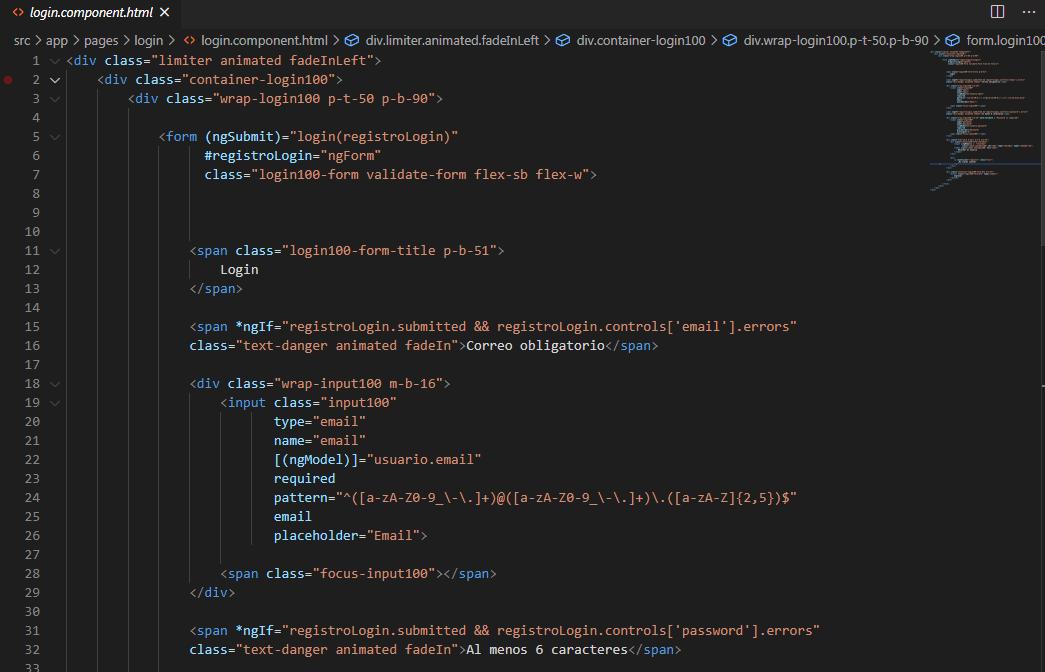 login.component.html
src > app > pages > login > login.component.html > div.limiter.animated.fadeInLeft > div.container-login100 > div.wrap-login100.p-t-50.p-b-90 > form.login100
1 <div class="limiter animated fadeInLeft">
2 <div class="container-login100">
3 <div class="wrap-login100 p-t-50 p-b-90">
4
5 <form (ngSubmit)="login(registroLogin)"
6 #registroLogin="ngForm"
7 class="login100-form validate-form flex-sb flex-w">
8
9
10
11 <span class="login100-form-title p-b-51">
12 Login
13 </span>
14
15 <span *ngIf="registroLogin.submitted && registroLogin.controls['email'].errors"
16 class="text-danger animated fadeIn">Correo obligatorio</span>
17
18 <div class="wrap-input100 m-b-16">
19 <input class="input100"
20 type="email"
21 name="email"
22 [(ngModel)]="usuario.email"
23 required
24 pattern="^([a-zA-Z0-9_\-\.]+)@([a-zA-Z0-9_\-\.]+)\.([a-zA-Z]{2,5})$"
25 email
26 placeholder="Email">
27
28 <span class="focus-input100"></span>
29 </div>
30
31 <span *ngIf="registroLogin.submitted && registroLogin.controls['password'].errors"
32 class="text-danger animated fadeIn">Al menos 6 caracteres</span>
33